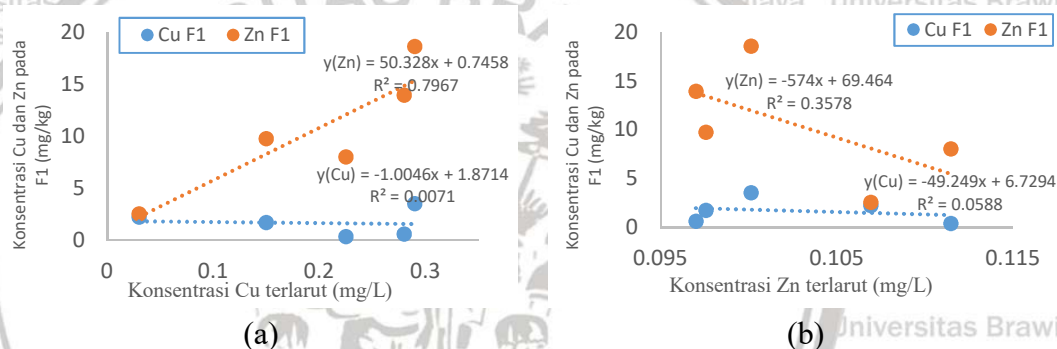 Konsentrasi Cu dan Zn pada
F1 (mg/kg)
Cu F1
Zn F1
20
15
10
5
0
y(Zn) = 50.328x + 0.7458
R² = 0.7967
y(Cu) = -1.0046x + 1.8714
R² = 0.0071
0
0.1
0.2
0.3
Konsentrasi Cu terlarut (mg/L)
(a)
Konsentrasi Cu dan Zn pada
F1 (mg/kg)
Cu F1
Zn F1
20
15
10
5
0
y(Zn) = -574x + 69.464
R² = 0.3578
y(Cu) = -49.249x + 6.7294
R² = 0.0588
0.095
0.105
0.115
Konsentrasi Zn terlarut (mg/L)
(b)
Universitas Brawi